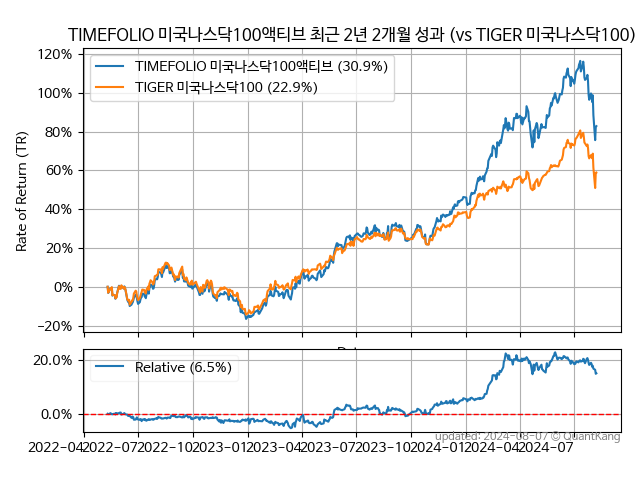 TIMEFOLIO 미국나스닥100액티브 최근 2년 2개월 성과 (vs TIGER 미국나스닥100)
120%
100%
80%
60%
40%
20%
0%
−20%
Rate of Return (TR)
TIMEFOLIO 미국나스닥100액티브 (30.9%)
TIGER 미국나스닥100 (22.9%)
20.0%
0.0%
Relative (6.5%)
2022−04 2022−07 2022−10 2023−01 2023−04 2023−07 2023−10 2024−01 2024−04 2024−07
updated: 2024−08−07 © QuantKang